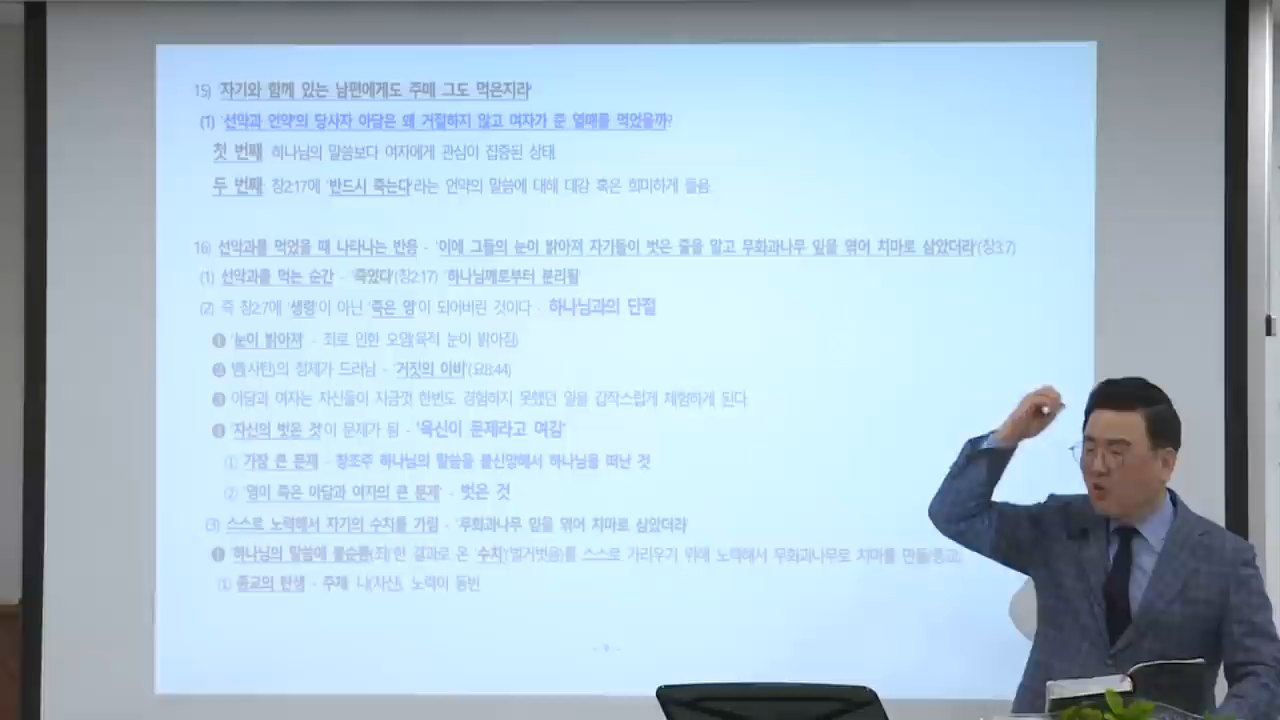 15) '자기와 함께 있는 남편에게도 주매 그도 먹은지라'
(1) '선악과 언약'의 당사자 아담은 왜 거절하지 않고 여자가 준 열매를 먹었을까?
첫 번째 하나님의 말씀보다 여자에게 관심이 집중된 상태
두 번째 창2:17에 '반드시 죽는다'라는 언약의 말씀에 대해 대강 혹은 희미하게 들음
16) 선악과를 먹었을 때 나타나는 반응 - '이에 그들의 눈이 밝아져 자기들이 벗은 줄을 알고 무화과나무 잎을 엮어 치마로 삼았더라'(창3:7)
(1) 선악과를 먹는 순간 - '죽었다'(창2:17) '하나님께로부터 분리됨'
(2) 즉 창2:7에 '생령'이 아닌 '죽은 영'이 되어버린 것이다 - 하나님과의 단절
❶ '눈이 밝아져' - 죄로 인한 오염(육적 눈이 밝아짐)
❷ 뱀(사탄)의 정체가 드러남 - '거짓의 아비'(요8:44)
❸ 아담과 여자는 자신들이 지금껏 한번도 경험하지 못했던 일을 갑작스럽게 체험하게 된다
❹ '자신의 벗은 것'이 문제가 됨 - '육신이 문제라고 여김'
① 가장 큰 문제 - 창조주 하나님의 말씀을 불신앙해서 하나님을 떠난 것
② '영이 죽은 아담과 여자의 큰 문제' - 벗은 것
(3) 스스로 노력해서 자기의 수치를 가림 - '무화과나무 잎을 엮어 치마로 삼았더라'
❶ 하나님의 말씀에 불순종(죄)한 결과로 온 '수치'(벌거벗음)를 스스로 가리우기 위해 노력해서 무화과나무로 치마를 만듦(종교)
① 종교의 탄생 - 주체 나(자신), 노력이 동반